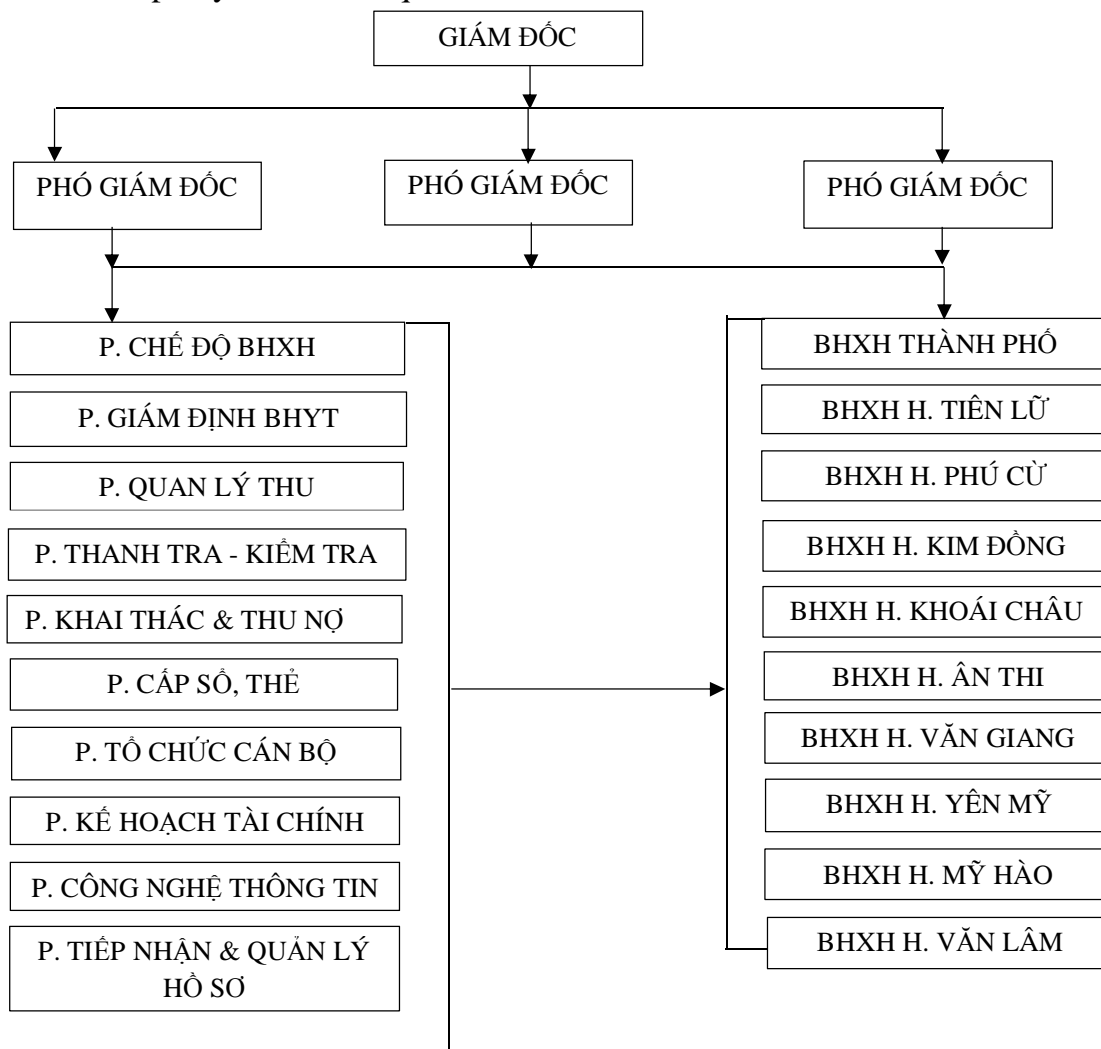 GIÁM ĐỐC
PHÓ GIÁM ĐỐC
PHÓ GIÁM ĐỐC
PHÓ GIÁM ĐỐC
P. CHẾ ĐỘ BHXH
P. GIÁM ĐỊNH BHYT
P. QUAN LÝ THU
P. THANH TRA - KIỂM TRA
P. KHAI THÁC & THU NỢ
P. CẤP SỔ, THẺ
P. TỔ CHỨC CÁN BỘ
P. KẾ HOẠCH TÀI CHÍNH
P. CÔNG NGHỆ THÔNG TIN
P. TIẾP NHẬN & QUẢN LÝ
HỒ SƠ
BHXH THÀNH PHỐ
BHXH H. TIÊN LỮ
BHXH H. PHÚ CỪ
BHXH H. KIM ĐỒNG
BHXH H. KHOÁI CHÂU
BHXH H. ÂN THI
BHXH H. VĂN GIANG
BHXH H. YÊN MỸ
BHXH H. MỸ HÀO
BHXH H. VĂN LÂM